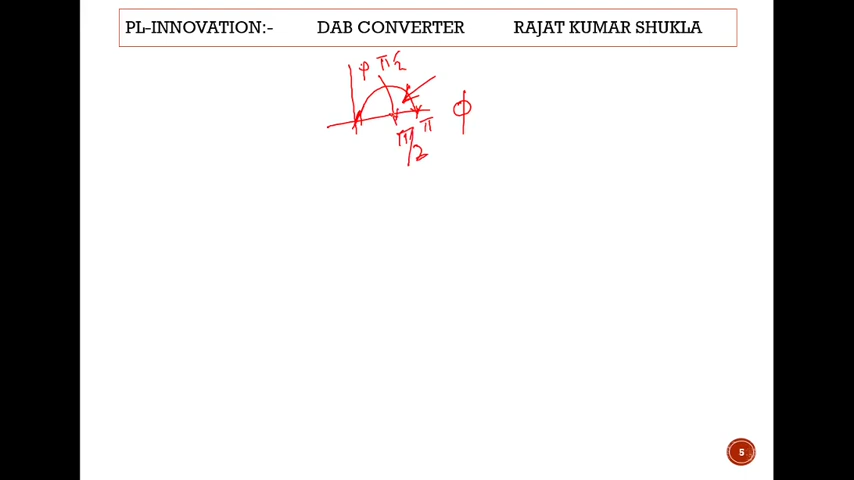 PL-INNOVATION:- DAB CONVERTER RAJAT KUMAR SHUKLA
φ π/2
π ϕ
π/2
5